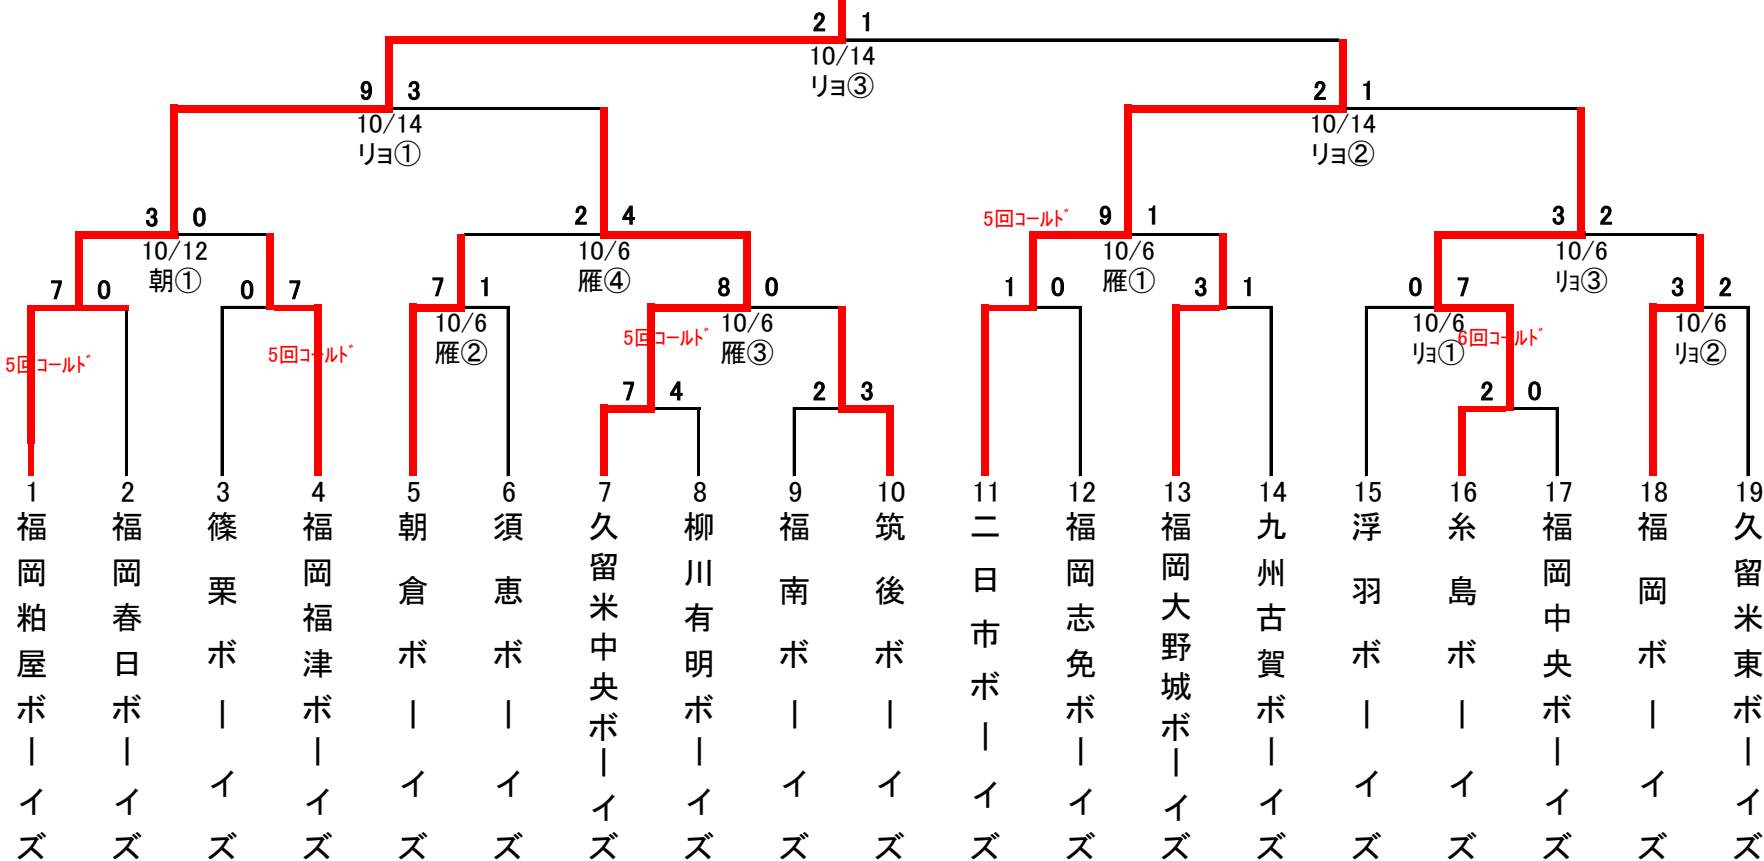 2 1
10/14
リョ③
9 3
10/14
リョ①
2 1
10/14
リョ②
3 0
10/12
朝①
2 4
10/6
雁④
5回コールド
9 1
10/6
雁①
3 2
10/6
リョ③
7 0
5回コールド
0 7
5回コールド
7 1
10/6
雁②
8 0
5回コールド
10/6
雁③
1 0
3 1
0 7
10/6
リョ①
6回コールド
3 2
10/6
リョ②
7 4
2 3
2 0
1 福岡粕屋ボーイズ
2 福岡春日ボーイズ
3 篠栗ボーイズ
4 福岡福津ボーイズ
5 朝倉ボーイズ
6 須恵ボーイズ
7 久留米中央ボーイズ
8 柳川有明ボーイズ
9 福南ボーイズ
10 筑後ボーイズ
11 二日市ボーイズ
12 福岡志免ボーイズ
13 福岡大野城ボーイズ
14 九州古賀ボーイズ
15 浮羽ボーイズ
16 糸島ボーイズ
17 福岡中央ボーイズ
18 福岡ボーイズ
19 久留米東ボーイズ